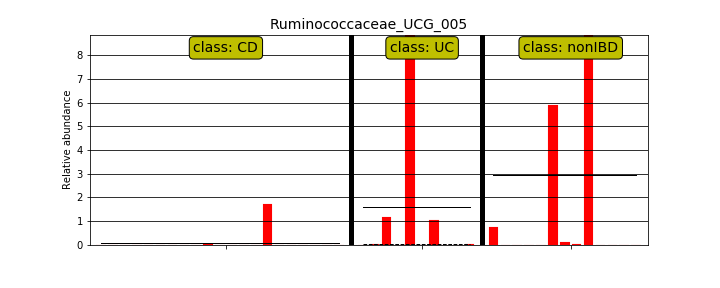 Ruminococcaceae_UCG_005
class: CD
class: UC
class: nonIBD
Relative abundance
8
7
6
5
4
3
2
1
0